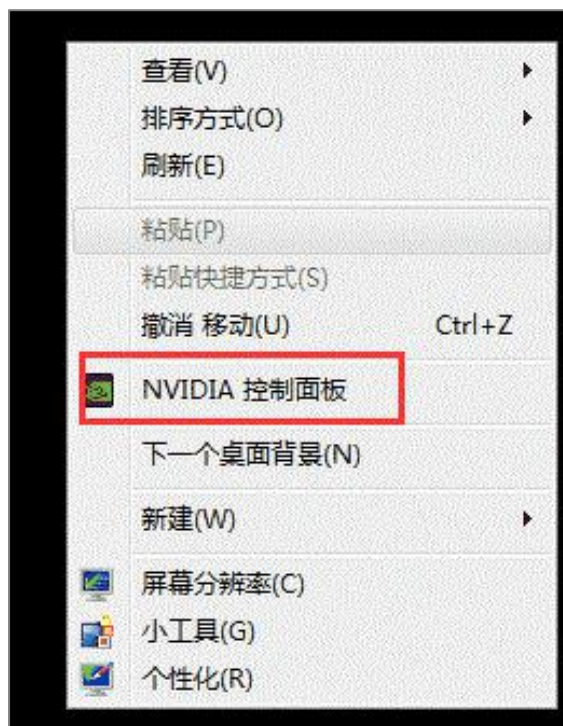 查看(V)
排序方式(O)
刷新(E)
粘贴(P)
粘贴快捷方式(S)
撤消 移动(U) Ctrl+Z
NVIDIA 控制面板
下一个桌面背景(N)
新建(W)
屏幕分辨率(C)
小工具(G)
个性化(R)